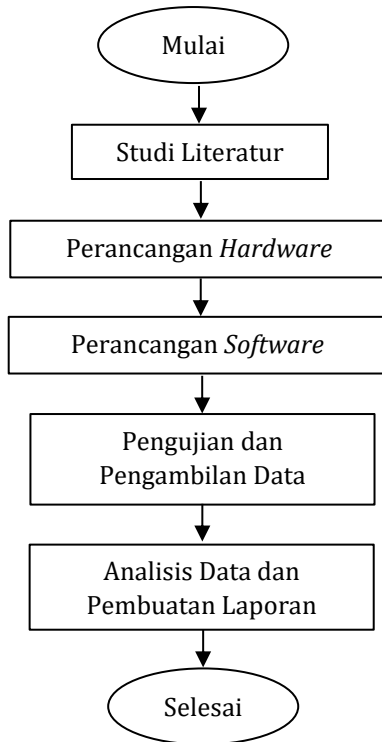 Mulai
Studi Literatur
Perancangan Hardware
Perancangan Software
Pengujian dan
Pengambilan Data
Analisis Data dan
Pembuatan Laporan
Selesai